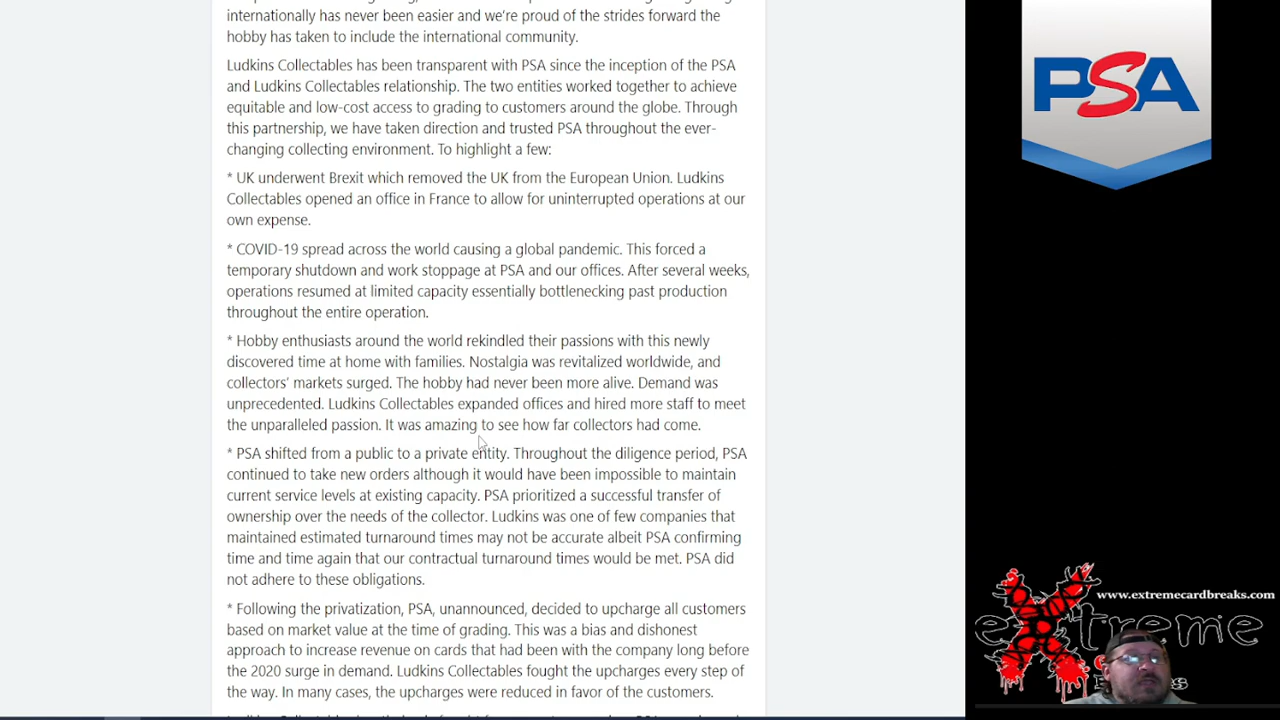 internationally has never been easier and we're proud of the strides forward the
hobby has taken to include the international community.
Ludkins Collectables has been transparent with PSA since the inception of the PSA
and Ludkins Collectables relationship. The two entities worked together to achieve
equitable and low-cost access to grading to customers around the globe. Through
this partnership, we have taken direction and trusted PSA throughout the ever-
changing collecting environment. To highlight a few:
* UK underwent Brexit which removed the UK from the European Union. Ludkins
Collectables opened an office in France to allow for uninterrupted operations at our
own expense.
* COVID-19 spread across the world causing a global pandemic. This forced a
temporary shutdown and work stoppage at PSA and our offices. After several weeks,
operations resumed at limited capacity essentially bottlenecking past production
throughout the entire operation.
* Hobby enthusiasts around the world rekindled their passions with this newly
discovered time at home with families. Nostalgia was revitalized worldwide, and
collectors' markets surged. The hobby had never been more alive. Demand was
unprecedented. Ludkins Collectables expanded offices and hired more staff to meet
the unparalleled passion. It was amazing to see how far collectors had come.
* PSA shifted from a public to a private entity. Throughout the diligence period, PSA
continued to take new orders although it would have been impossible to maintain
current service levels at existing capacity. PSA prioritized a successful transfer of
ownership over the needs of the collector. Ludkins was one of few companies that
maintained estimated turnaround times may not be accurate albeit PSA confirming
time and time again that our contractual turnaround times would be met. PSA did
not adhere to these obligations.
* Following the privatization, PSA, unannounced, decided to upcharge all customers
based on market value at the time of grading. This was a bias and dishonest
approach to increase revenue on cards that had been with the company long before
the 2020 surge in demand. Ludkins Collectables fought the upcharges every step of
the way. In many cases, the upcharges were reduced in favor of the customers.
PSA
www.extremecardbreaks.com
extreme